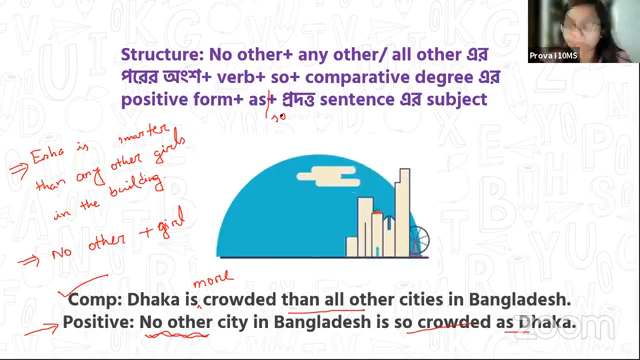 Structure: No other+ any other/ all other এর
পরের অংশ+ verb+ so+ comparative degree এর
positive form+ as+ প্রদত্ত sentence এর subject
so
Esha is smarter
than any other girls
in the building
No other + girl
more
Comp: Dhaka is crowded than all other cities in Bangladesh.
Positive: No other city in Bangladesh is so crowded as Dhaka.
Prova I 10MS
zoom